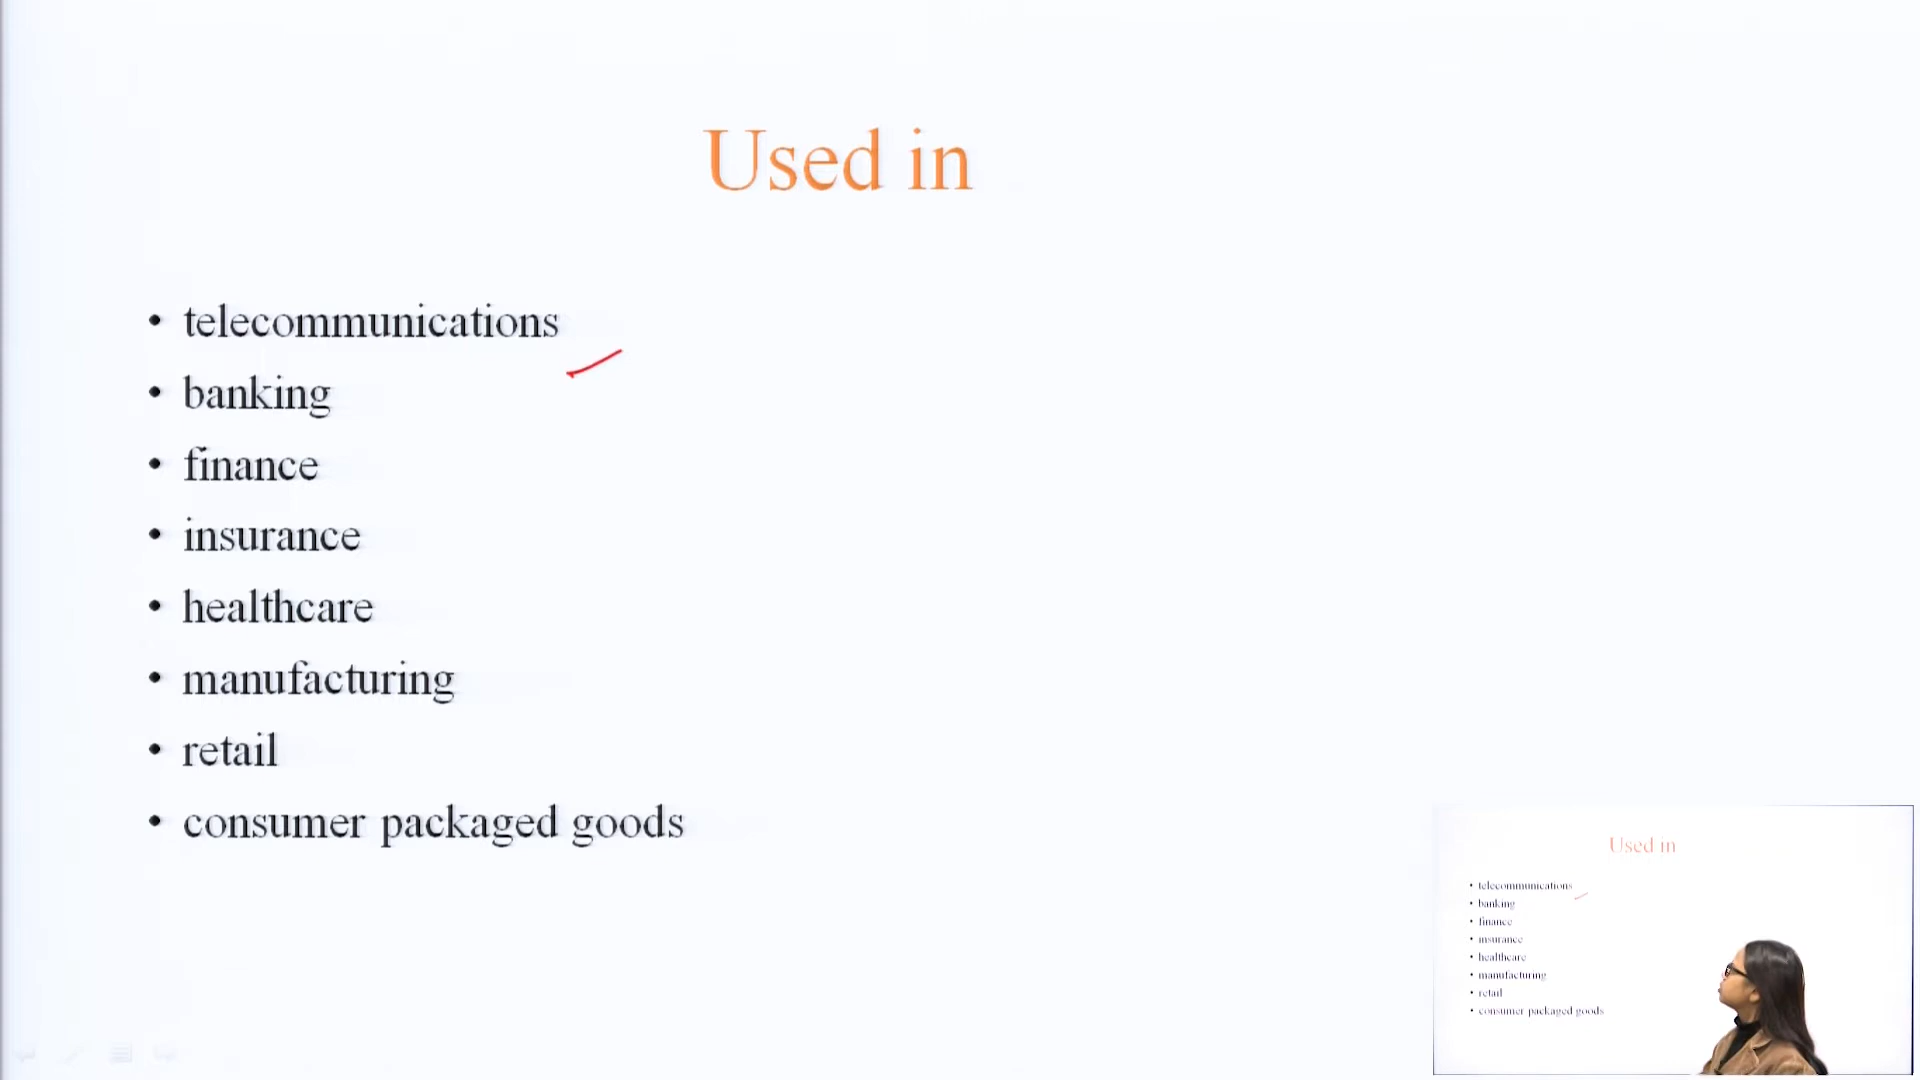 Used in
• telecommunications
• banking
• finance
• insurance
• healthcare
• manufacturing
• retail
• consumer packaged goods
Used in
• telecommunications
• banking
• finance
• insurance
• healthcare
• manufacturing
• retail
• consumer packaged goods